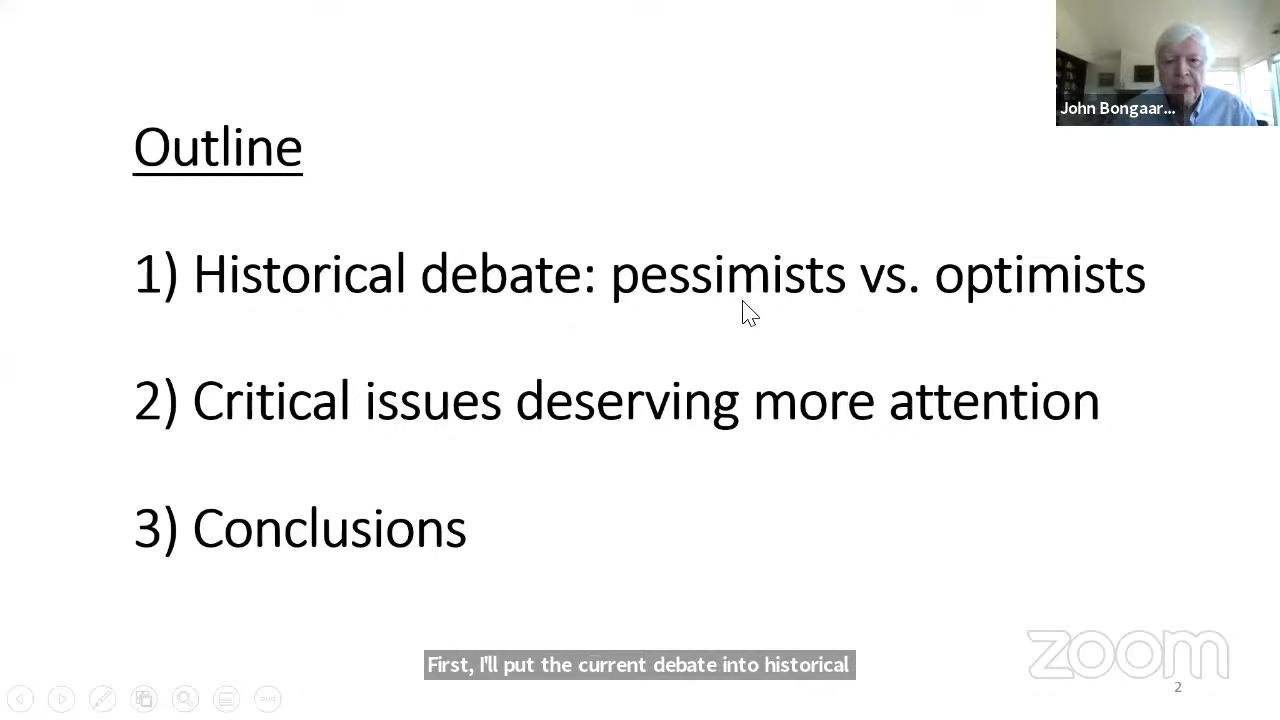 John Bongaar...
Outline
1) Historical debate: pessimists vs. optimists
2) Critical issues deserving more attention
3) Conclusions
First, I'll put the current debate into historical
zoom
2